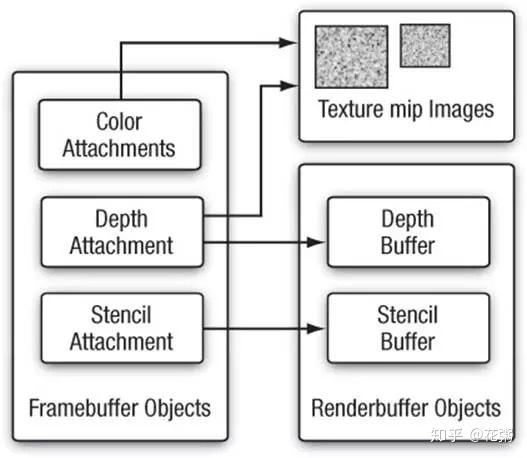 Color
Attachments
Depth
Attachment
Stencil
Attachment
Framebuffer Objects
Texture mip Images
Depth
Buffer
Stencil
Buffer
Renderbuffer Objects
知乎 @花粥